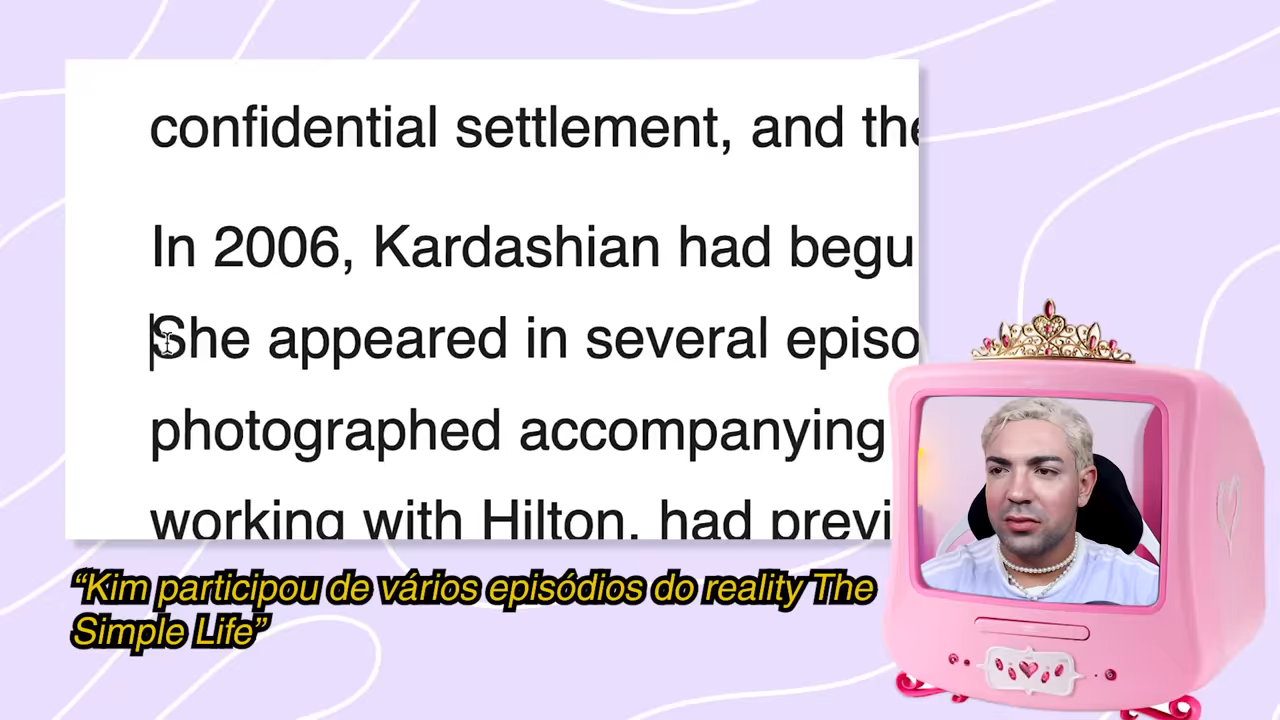 confidential settlement, and the
In 2006, Kardashian had begu
She appeared in several episo
photographed accompanying
working with Hilton, had previ
“Kim participou de vários episódios do reality The
Simple Life”